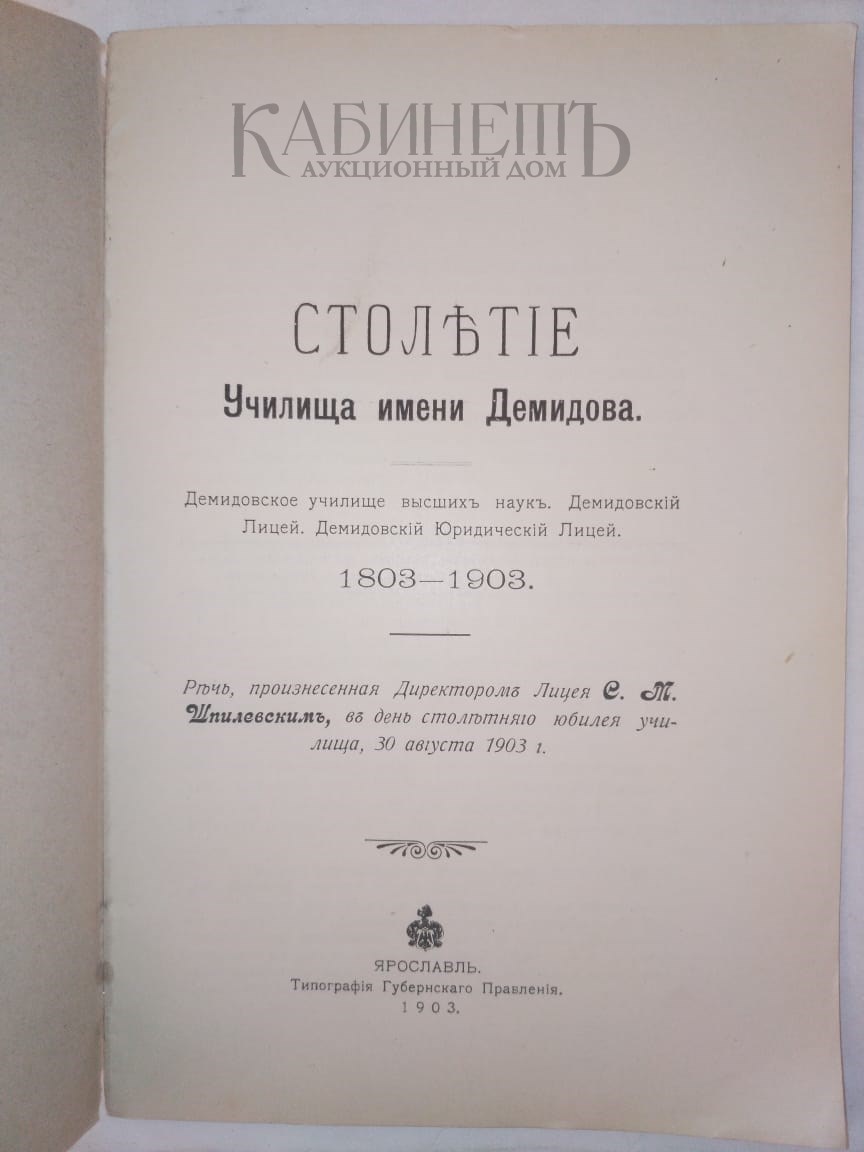 КАБИНЕТЪ
АУКЦИОННЫЙ ДОМ
СТОЛѢТІЕ
Училища имени Демидова.
Демидовское училище высшихъ наукъ. Демидовскій
Лицей. Демидовскій Юридическій Лицей.
1803—1903.
Рѣчь, произнесенная Директоромъ Лицея С. М.
Шпилевскимъ, въ день столѣтняго юбилея учи-
лища, 30 августа 1903 г.
ЯРОСЛАВЛЬ.
Типографія Губернскаго Правленія.
1903.